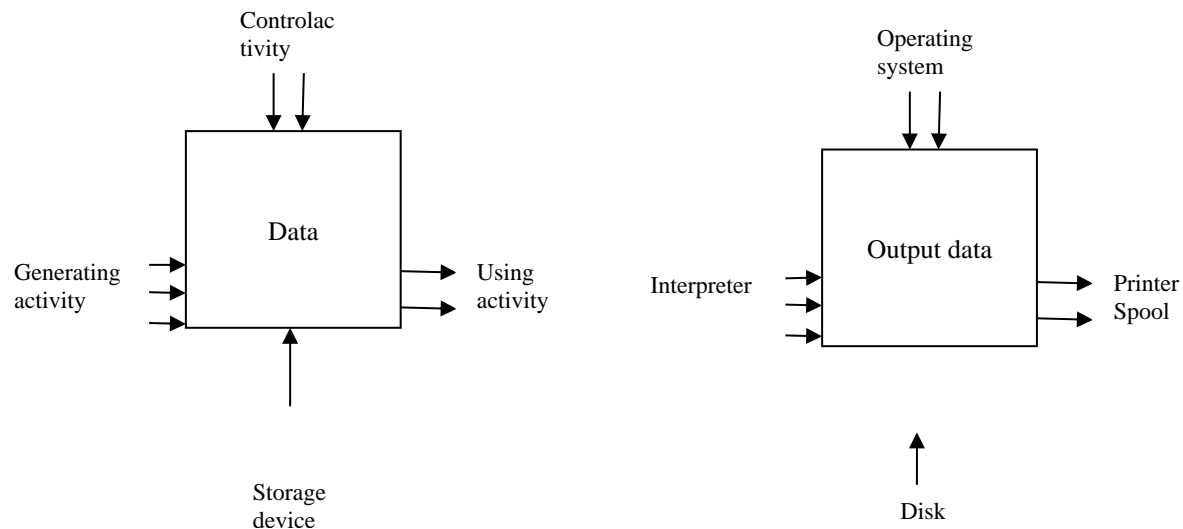 Controlac
tivity
Data
Generating
activity
Using
activity
Storage
device
Operating
system
Output data
Interpreter
Printer
Spool
Disk